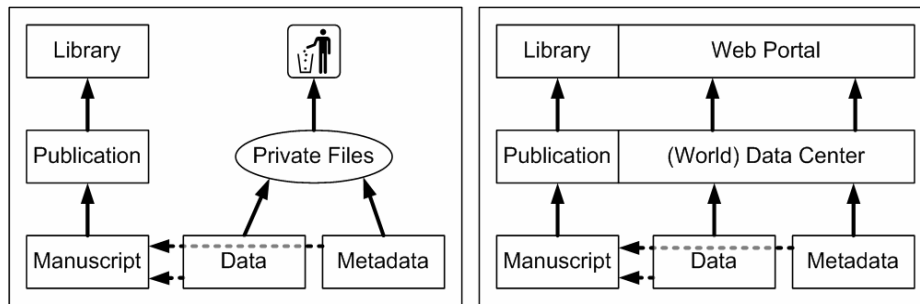 Library
Publication
Private Files
Manuscript
Data
Metadata
Library
Web Portal
Publication
(World) Data Center
Manuscript
Data
Metadata